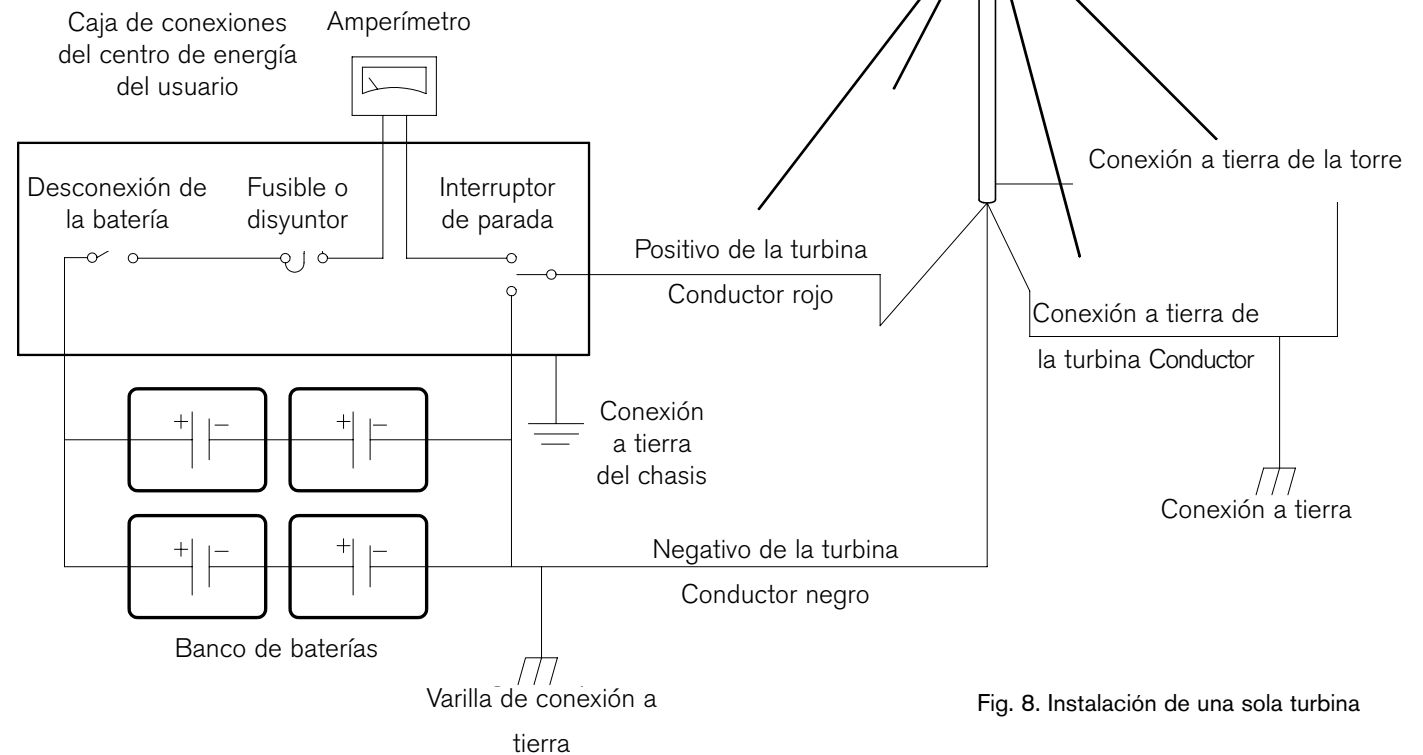 Caja de conexiones
del centro de energía
del usuario
Amperímetro
Desconexión de
la batería
Fusible o
disyuntor
Interruptor
de parada
Conexión a tierra de la torre
Positivo de la turbina
Conductor rojo
Conexión a tierra de
la turbina Conductor
+ −
+ −
Conexión
a tierra
del chasis
Conexión a tierra
+ −
+ −
Negativo de la turbina
Conductor negro
Banco de baterías
Varilla de conexión a
tierra
Fig. 8. Instalación de una sola turbina